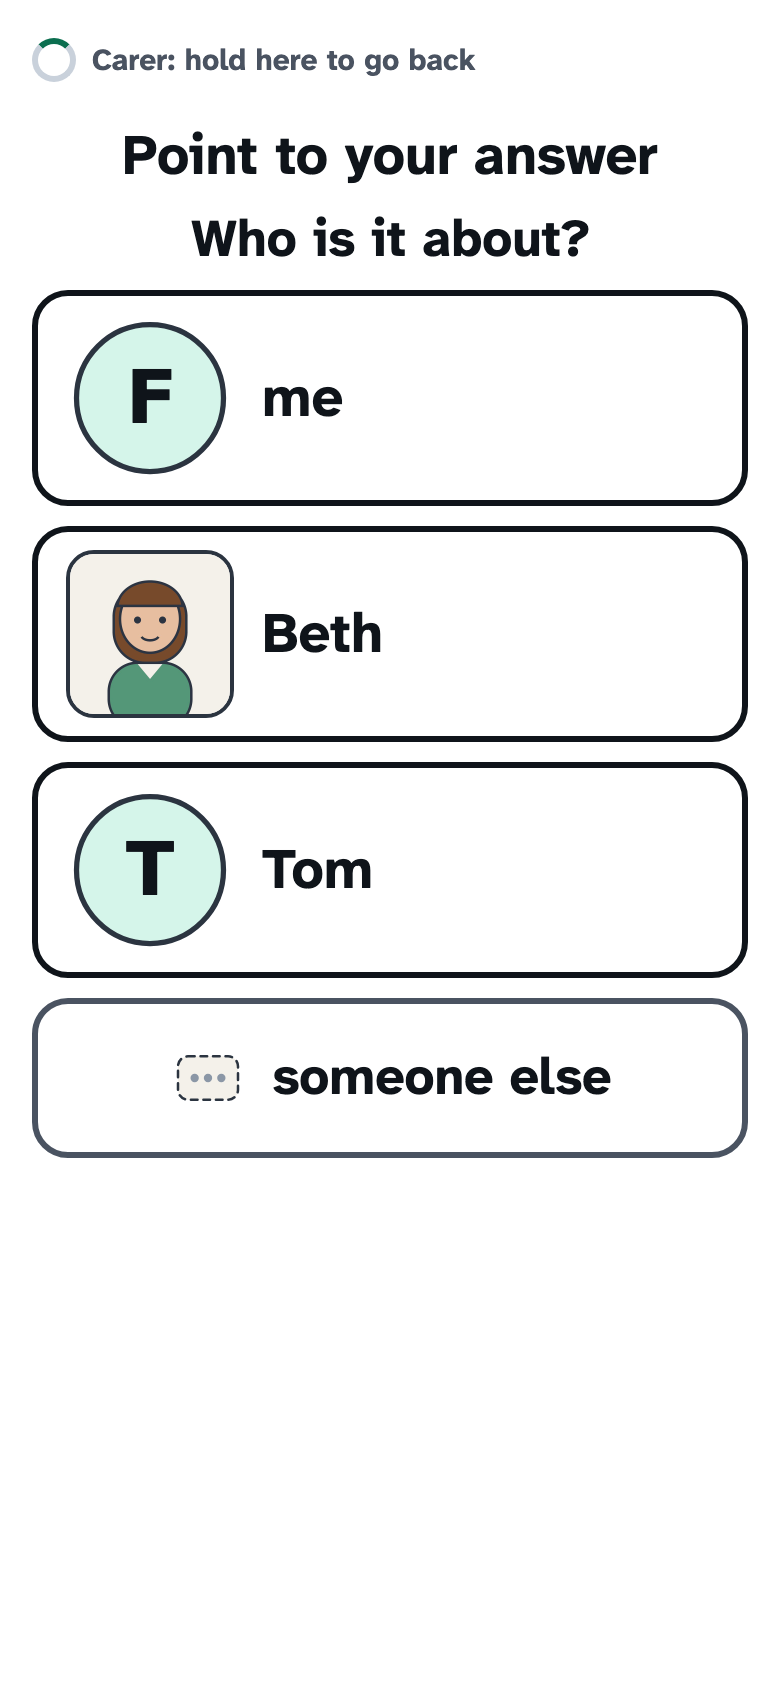 Carer: hold here to go back
Point to your answer
Who is it about?
F
me
Beth
T
Tom
someone else